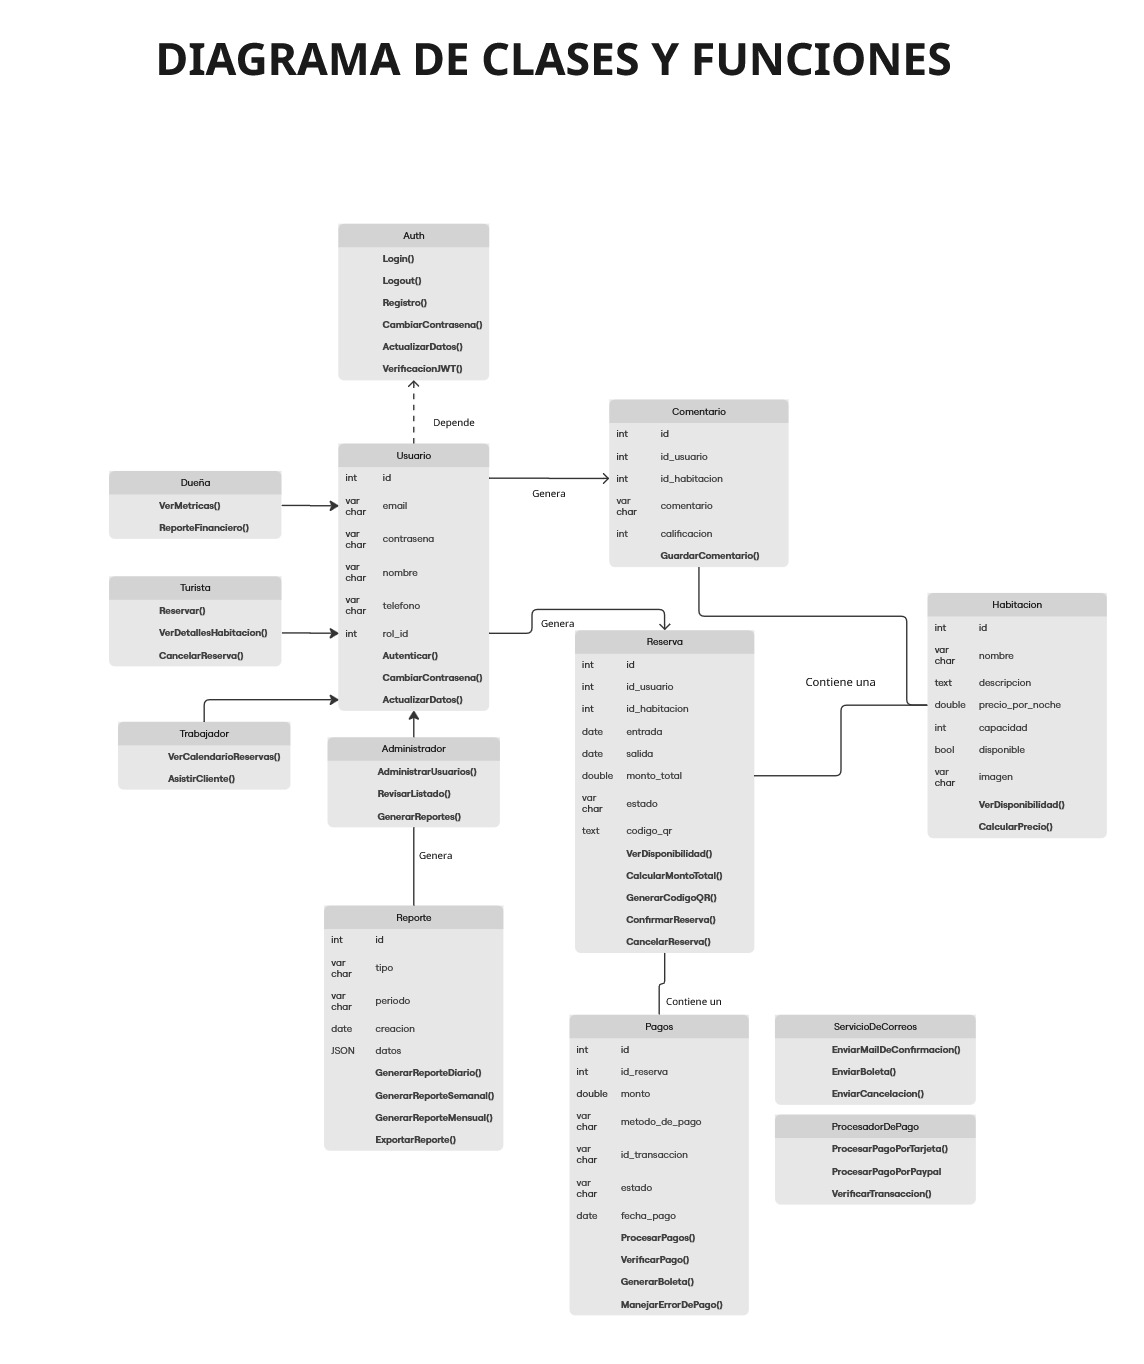 DIAGRAMA DE CLASES Y FUNCIONES
Auth
Login()
Logout()
Registro()
CambiarContrasena()
ActualizarDatos()
VerificacionJWT()
Depende
Usuario
int id
var char email
var char contrasena
var char nombre
var char telefono
int rol_id
Autenticar()
CambiarContrasena()
ActualizarDatos()
Dueña
VerMetricas()
ReporteFinanciero()
Turista
Reservar()
VerDetallesHabitacion()
CancelarReserva()
Trabajador
VerCalendarioReservas()
AsistirCliente()
Administrador
AdministrarUsuarios()
RevisarListado()
GenerarReportes()
Genera
Reporte
int id
var char tipo
var char periodo
date creacion
JSON datos
GenerarReporteDiario()
GenerarReporteSemanal()
GenerarReporteMensual()
ExportarReporte()
Genera
Comentario
int id
int id_usuario
int id_habitacion
var char comentario
int calificacion
GuardarComentario()
Genera
Reserva
int id
int id_usuario
int id_habitacion
date entrada
date salida
double monto_total
var char estado
text codigo_qr
VerDisponibilidad()
CalcularMontoTotal()
GenerarCodigoQR()
ConfirmarReserva()
CancelarReserva()
Contiene una
Habitacion
int id
var char nombre
text descripcion
double precio_por_noche
int capacidad
bool disponible
var char imagen
VerDisponibilidad()
CalcularPrecio()
Contiene un
Pagos
int id
int id_reserva
double monto
var char metodo_de_pago
var char id_transaccion
var char estado
date fecha_pago
ProcesarPagos()
VerificarPago()
GenerarBoleta()
ManejarErrorDePago()
ServicioDeCorreos
EnviarMailDeConfirmacion()
EnviarBoleta()
EnviarCancelacion()
ProcesadorDePago
ProcesarPagoPorTarjeta()
ProcesarPagoPorPaypal
VerificarTransaccion()